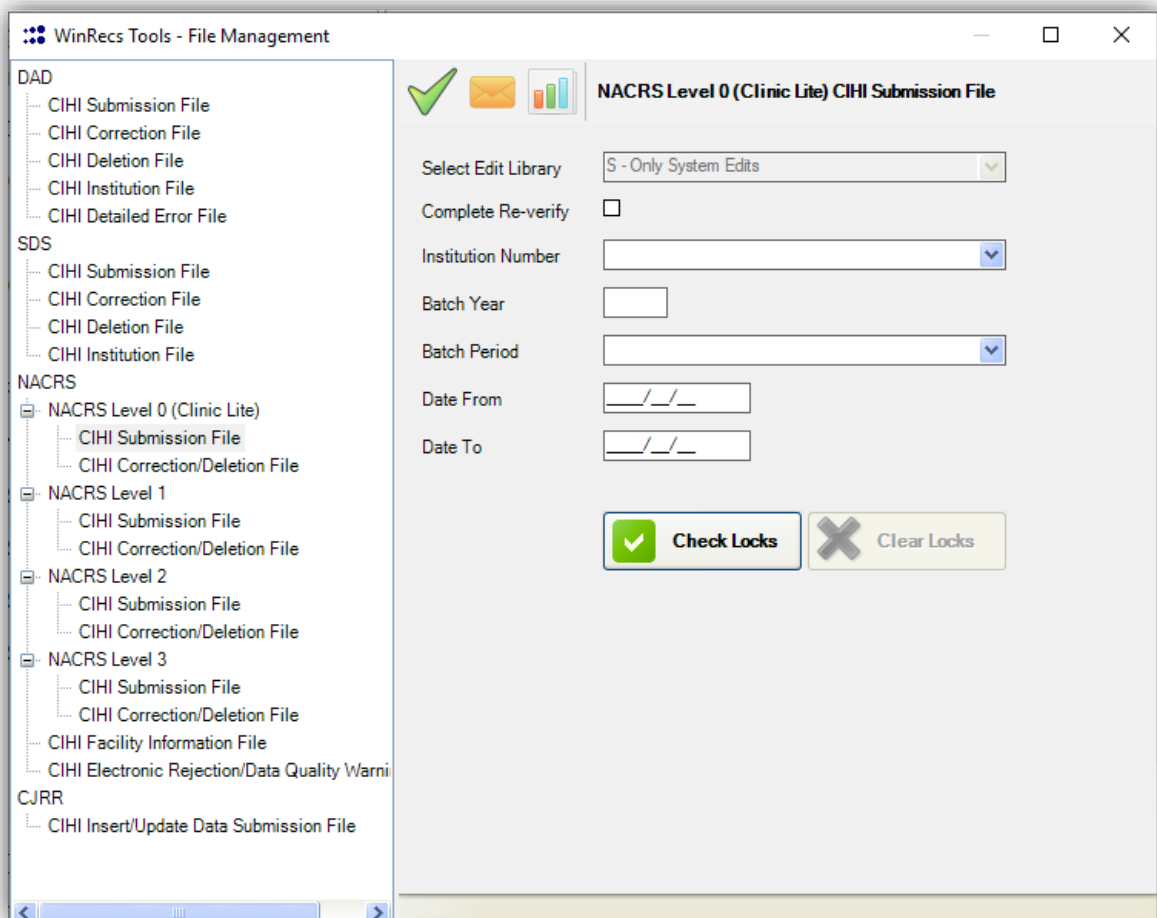 WinRecs Tools - File Management
DAD
CIHI Submission File
CIHI Correction File
CIHI Deletion File
CIHI Institution File
CIHI Detailed Error File
SDS
CIHI Submission File
CIHI Correction File
CIHI Deletion File
CIHI Institution File
NACRS
NACRS Level 0 (Clinic Lite)
CIHI Submission File
CIHI Correction/Deletion File
NACRS Level 1
CIHI Submission File
CIHI Correction/Deletion File
NACRS Level 2
CIHI Submission File
CIHI Correction/Deletion File
NACRS Level 3
CIHI Submission File
CIHI Correction/Deletion File
CIHI Facility Information File
CIHI Electronic Rejection/Data Quality Warni
CJRR
CIHI Insert/Update Data Submission File
NACRS Level 0 (Clinic Lite) CIHI Submission File
Select Edit Library S - Only System Edits
Complete Re-verify
Institution Number
Batch Year
Batch Period
Date From ____/__/__
Date To ____/__/__
Check Locks Clear Locks